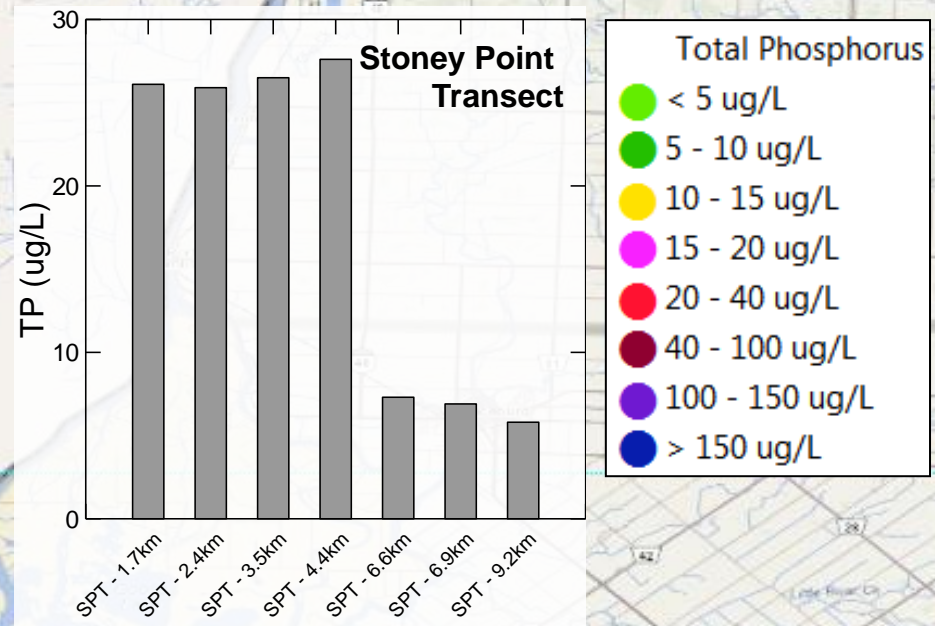 Stoney Point
Transect
TP (ug/L)
30
20
10
0
SPT - 1.7km
SPT - 2.4km
SPT - 3.5km
SPT - 4.4km
SPT - 6.6km
SPT - 6.9km
SPT - 9.2km
Total Phosphorus
< 5 ug/L
5 - 10 ug/L
10 - 15 ug/L
15 - 20 ug/L
20 - 40 ug/L
40 - 100 ug/L
100 - 150 ug/L
> 150 ug/L
28
42